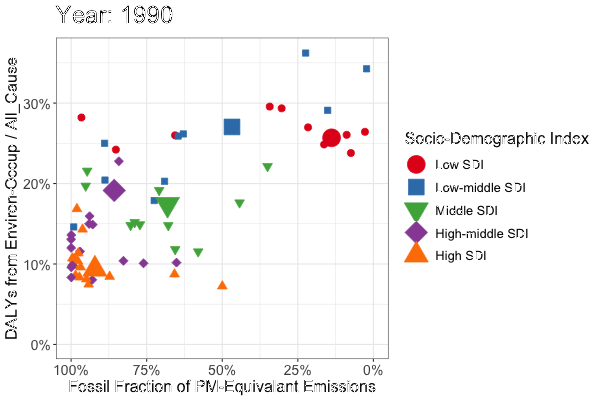 Year: 1990
DALYs from Environ-Occup / All_Cause
30%
20%
10%
0%
100%
75%
50%
25%
0%
Fossil Fraction of PM-Equivalant Emissions
Socio-Demographic Index
Low SDI
Low-middle SDI
Middle SDI
High-middle SDI
High SDI